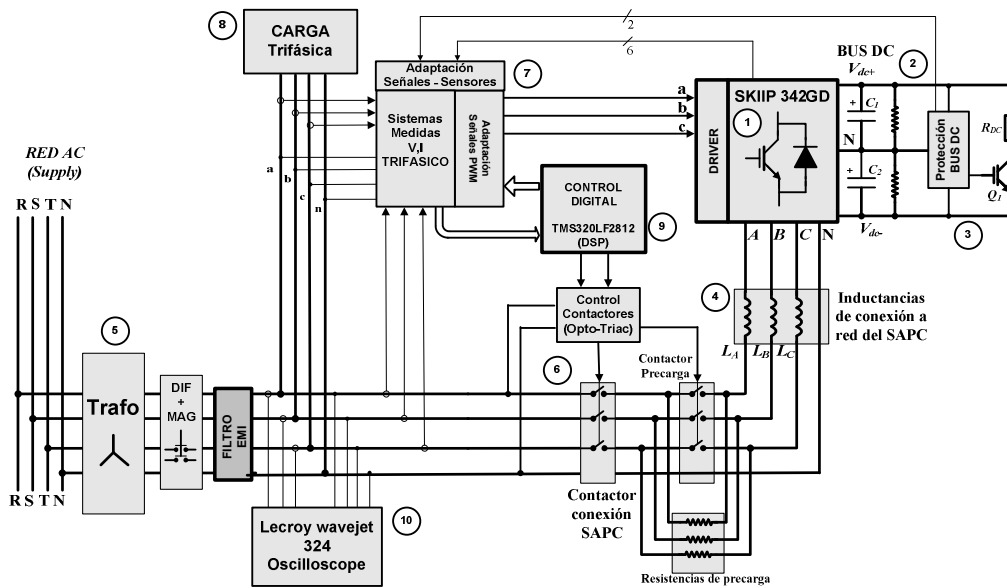 8
CARGA
Trifásica
2
6
Adaptación
Señales - Sensores
7
Sistemas
Medidas
V,I
TRIFASICO
Adaptación
Señales PWM
a
b
c
DRIVER
SKIIP 342GD
1
BUS DC
2
Vdc+
+
C1
N
+
C2
Vdc-
Protección
BUS DC
RDC
Q1
3
RED AC
(Supply)
R S T N
a
b
c
n
CONTROL
DIGITAL
TMS320LF2812
(DSP)
9
A
B
C
N
4
Inductancias
de conexión a
red del SAPC
LA
LB
LC
Control
Contactores
(Opto-Triac)
5
Trafo
DIF
+
MAG
FILTRO
EMI
6
Contactor
Precarga
R S T N
Contactor
conexión
SAPC
Lecroy wavejet
324
Oscilloscope
10
Resistencias de precarga